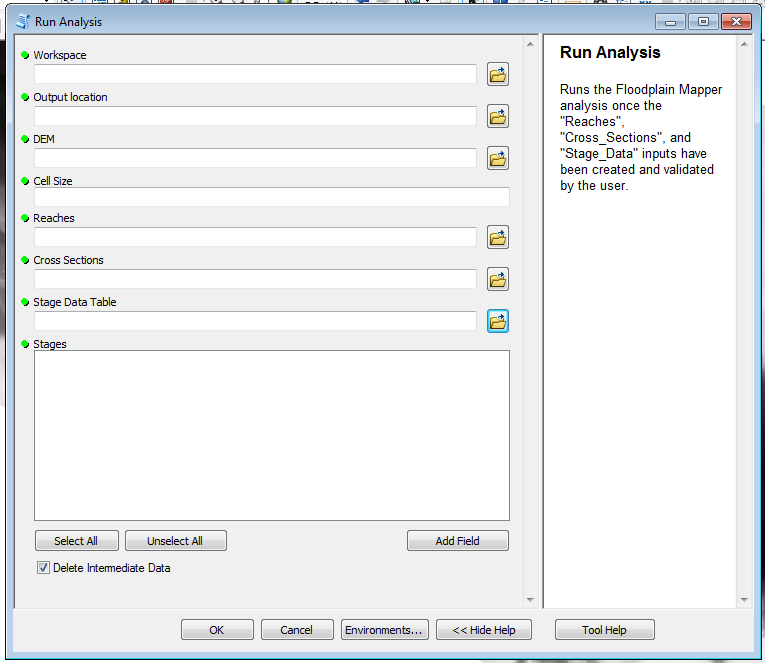 Run Analysis
Workspace
Output location
DEM
Cell Size
Reaches
Cross Sections
Stage Data Table
Stages
Select All
Unselect All
Add Field
Delete Intermediate Data
Run Analysis
Runs the Floodplain Mapper
analysis once the
"Reaches",
"Cross_Sections", and
"Stage_Data" inputs have
been created and validated
by the user.
OK
Cancel
Environments...
<< Hide Help
Tool Help